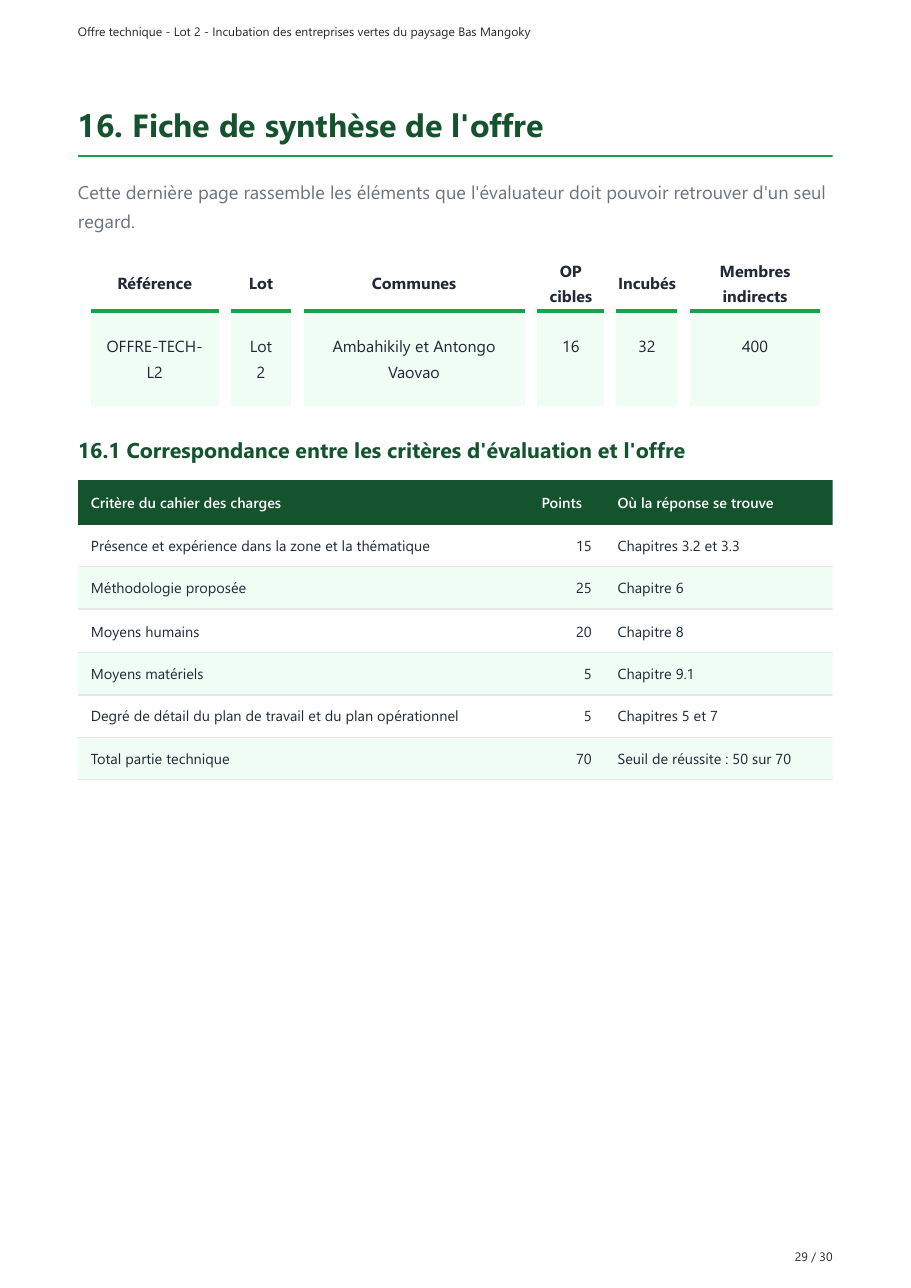 Offre technique - Lot 2 - Incubation des entreprises vertes du paysage Bas Mangoky
16. Fiche de synthèse de l'offre
Cette dernière page rassemble les éléments que l'évaluateur doit pouvoir retrouver d'un seul
regard.
Référence Lot Communes OP cibles Incubés Membres indirects
OFFRE-TECH-L2 Lot 2 Ambahikily et Antongo Vaovao 16 32 400
16.1 Correspondance entre les critères d'évaluation et l'offre
Critère du cahier des charges Points Où la réponse se trouve
Présence et expérience dans la zone et la thématique 15 Chapitres 3.2 et 3.3
Méthodologie proposée 25 Chapitre 6
Moyens humains 20 Chapitre 8
Moyens matériels 5 Chapitre 9.1
Degré de détail du plan de travail et du plan opérationnel 5 Chapitres 5 et 7
Total partie technique 70 Seuil de réussite : 50 sur 70
29 / 30